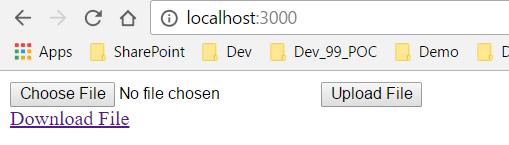 localhost:3000
Apps SharePoint Dev Dev_99_POC Demo
Choose File No file chosen Upload File
Download File